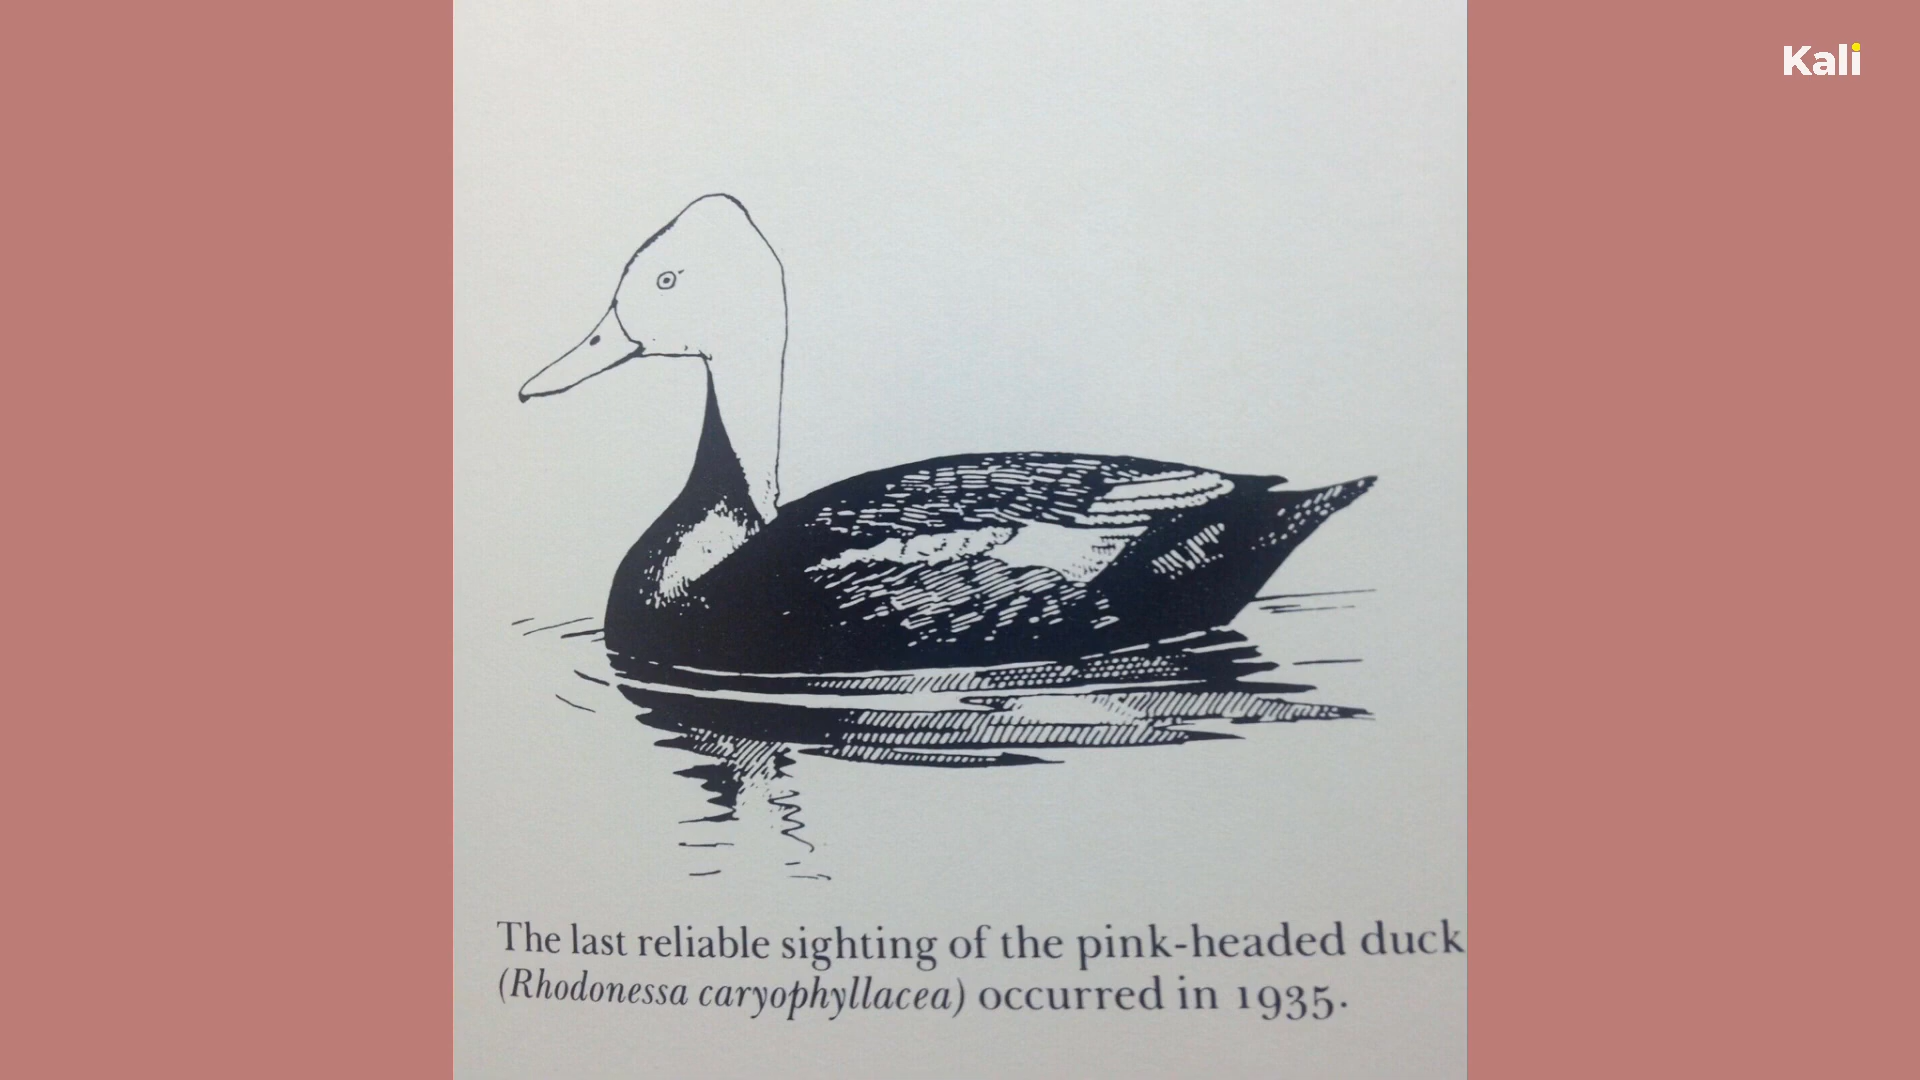 Kali
The last reliable sighting of the pink-headed duck
(Rhodonessa caryophyllacea) occurred in 1935.